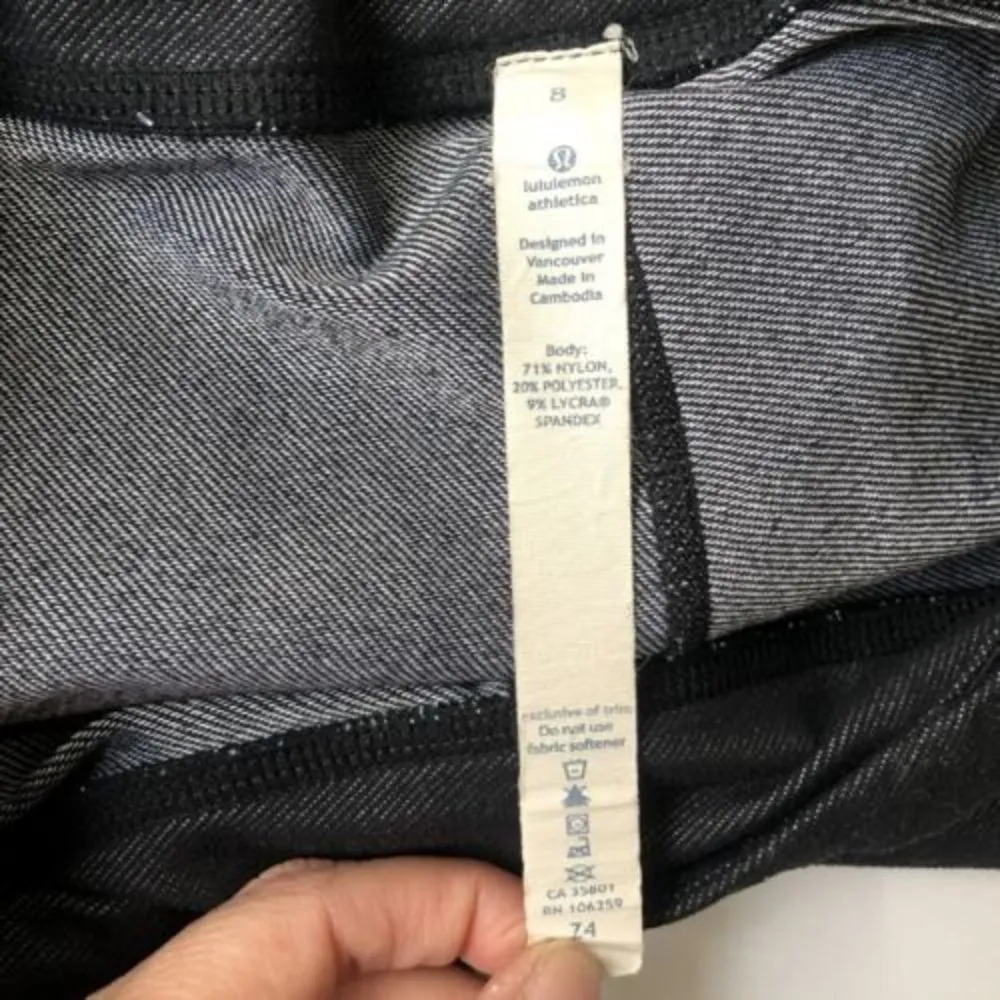 8
lululemon
athletica
Designed in
Vancouver
Made in
Cambodia
Body:
71% NYLON,
20% POLYESTER,
9% LYCRA®
SPANDEX
exclusive of trim
Do not use
fabric softener
CA 35801
RN 106259
74